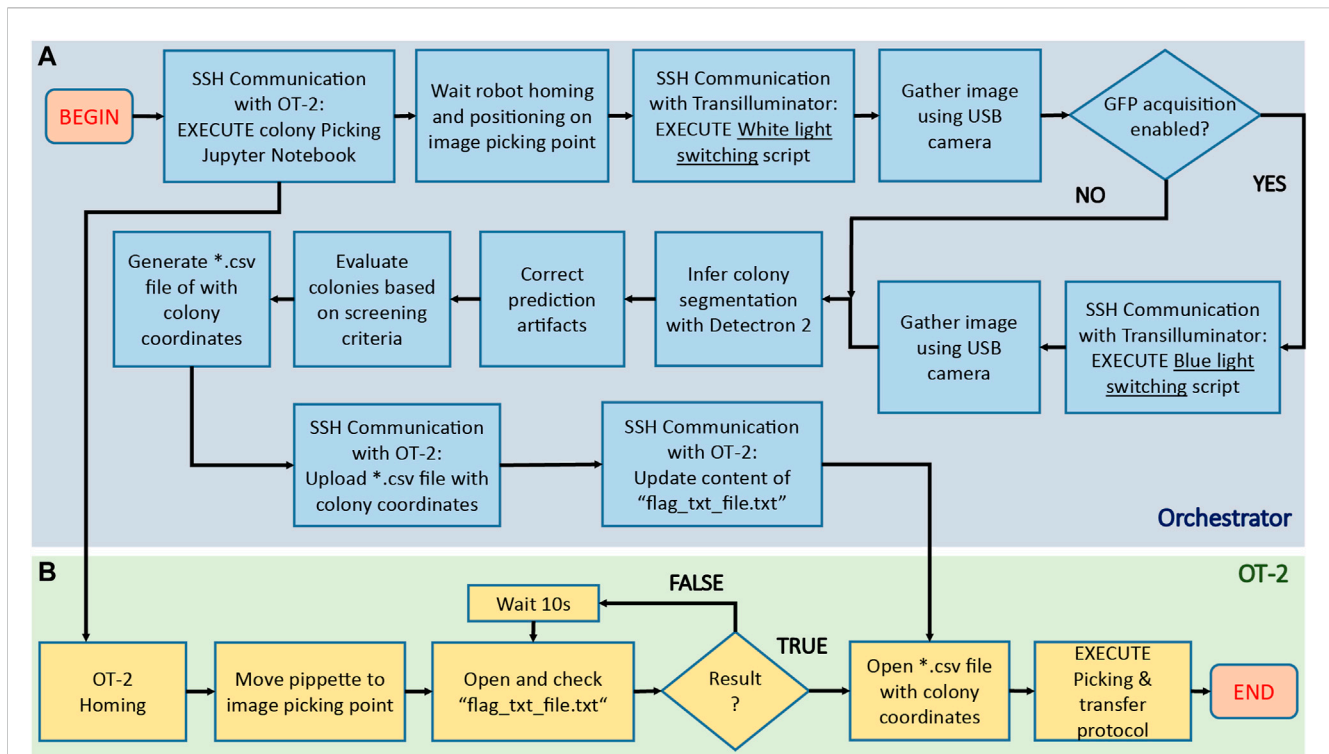 A
BEGIN
SSH Communication
with OT-2:
EXECUTE colony Picking
Jupyter Notebook
Wait robot homing
and positioning on
image picking point
SSH Communication
with Transilluminator:
EXECUTE White light
switching script
Gather image
using USB
camera
GFP acquisition
enabled?
NO
YES
Generate *.csv
file of with
colony
coordinates
Evaluate
colonies based
on screening
criteria
Correct
prediction
artifacts
Infer colony
segmentation
with Detectron 2
Gather image
using USB
camera
SSH Communication
with Transilluminator:
EXECUTE Blue light
switching script
SSH Communication
with OT-2:
Upload *.csv file with
colony coordinates
SSH Communication
with OT-2:
Update content of
“flag_txt_file.txt”
Orchestrator
B
OT-2
Wait 10s
FALSE
TRUE
OT-2
Homing
Move pippette to
image picking point
Open and check
“flag_txt_file.txt“
Result
?
Open *.csv file
with colony
coordinates
EXECUTE
Picking &
transfer
protocol
END